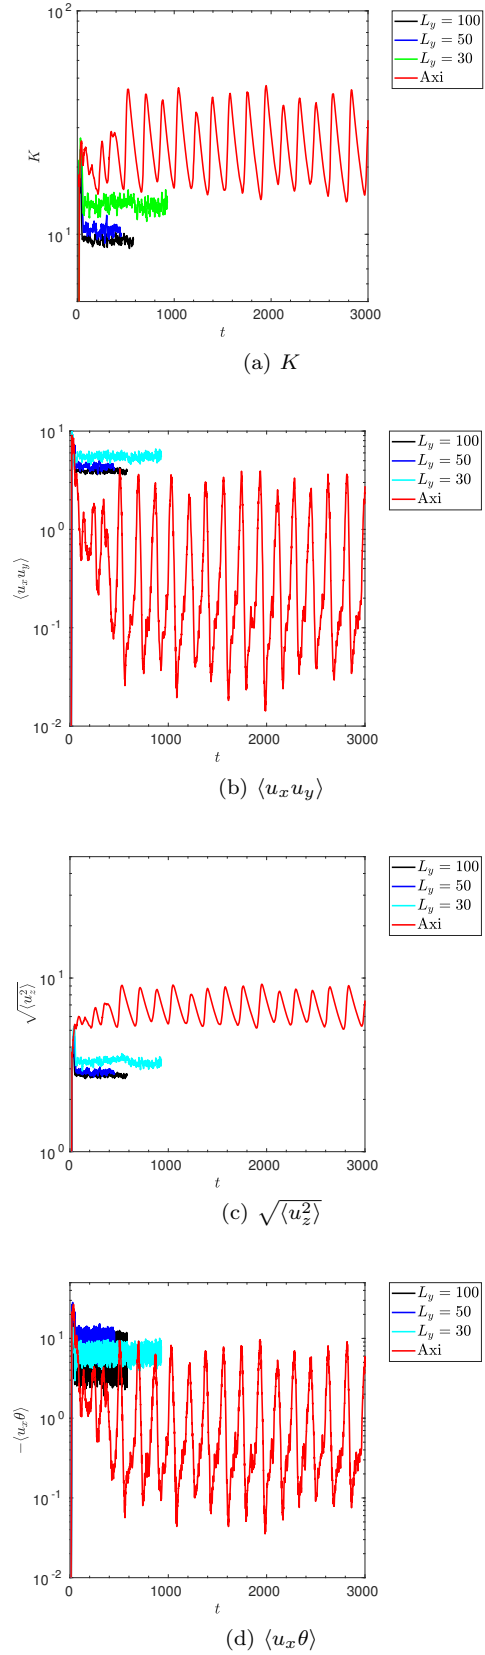 10^2
10^1
K
0 1000 2000 3000
t
L_y = 100
L_y = 50
L_y = 30
Axi
(a) K
10^1
10^0
10^-1
10^-2
⟨u_x u_y⟩
0 1000 2000 3000
t
L_y = 100
L_y = 50
L_y = 30
Axi
(b) ⟨u_x u_y⟩
10^1
10^0
√⟨u_z^2⟩
0 1000 2000 3000
t
L_y = 100
L_y = 50
L_y = 30
Axi
(c) √⟨u_z^2⟩
10^1
10^0
10^-1
10^-2
−⟨u_x θ⟩
0 1000 2000 3000
t
L_y = 100
L_y = 50
L_y = 30
Axi
(d) ⟨u_x θ⟩